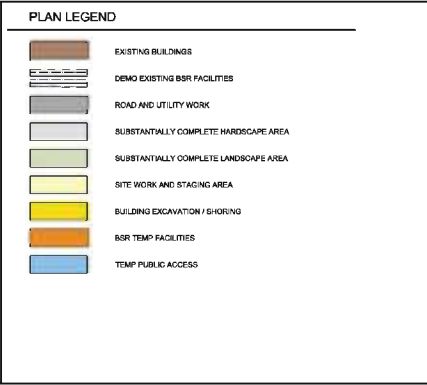 PLAN LEGEND
EXISTING BUILDINGS
DEMO EXISTING BSR FACILITIES
ROAD AND UTILITY WORK
SUBSTANTIALLY COMPLETE HARDSCAPE AREA
SUBSTANTIALLY COMPLETE LANDSCAPE AREA
SITE WORK AND STAGING AREA
BUILDING EXCAVATION / SHORING
BSR TEMP FACILITIES
TEMP PUBLIC ACCESS